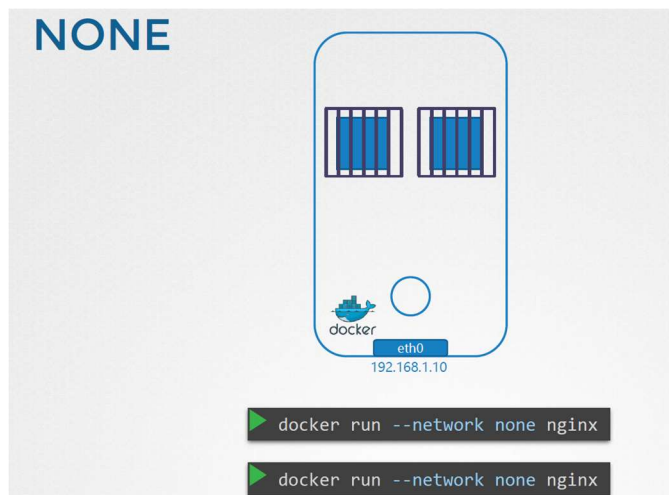 NONE
docker
eth0
192.168.1.10
docker run --network none nginx
docker run --network none nginx